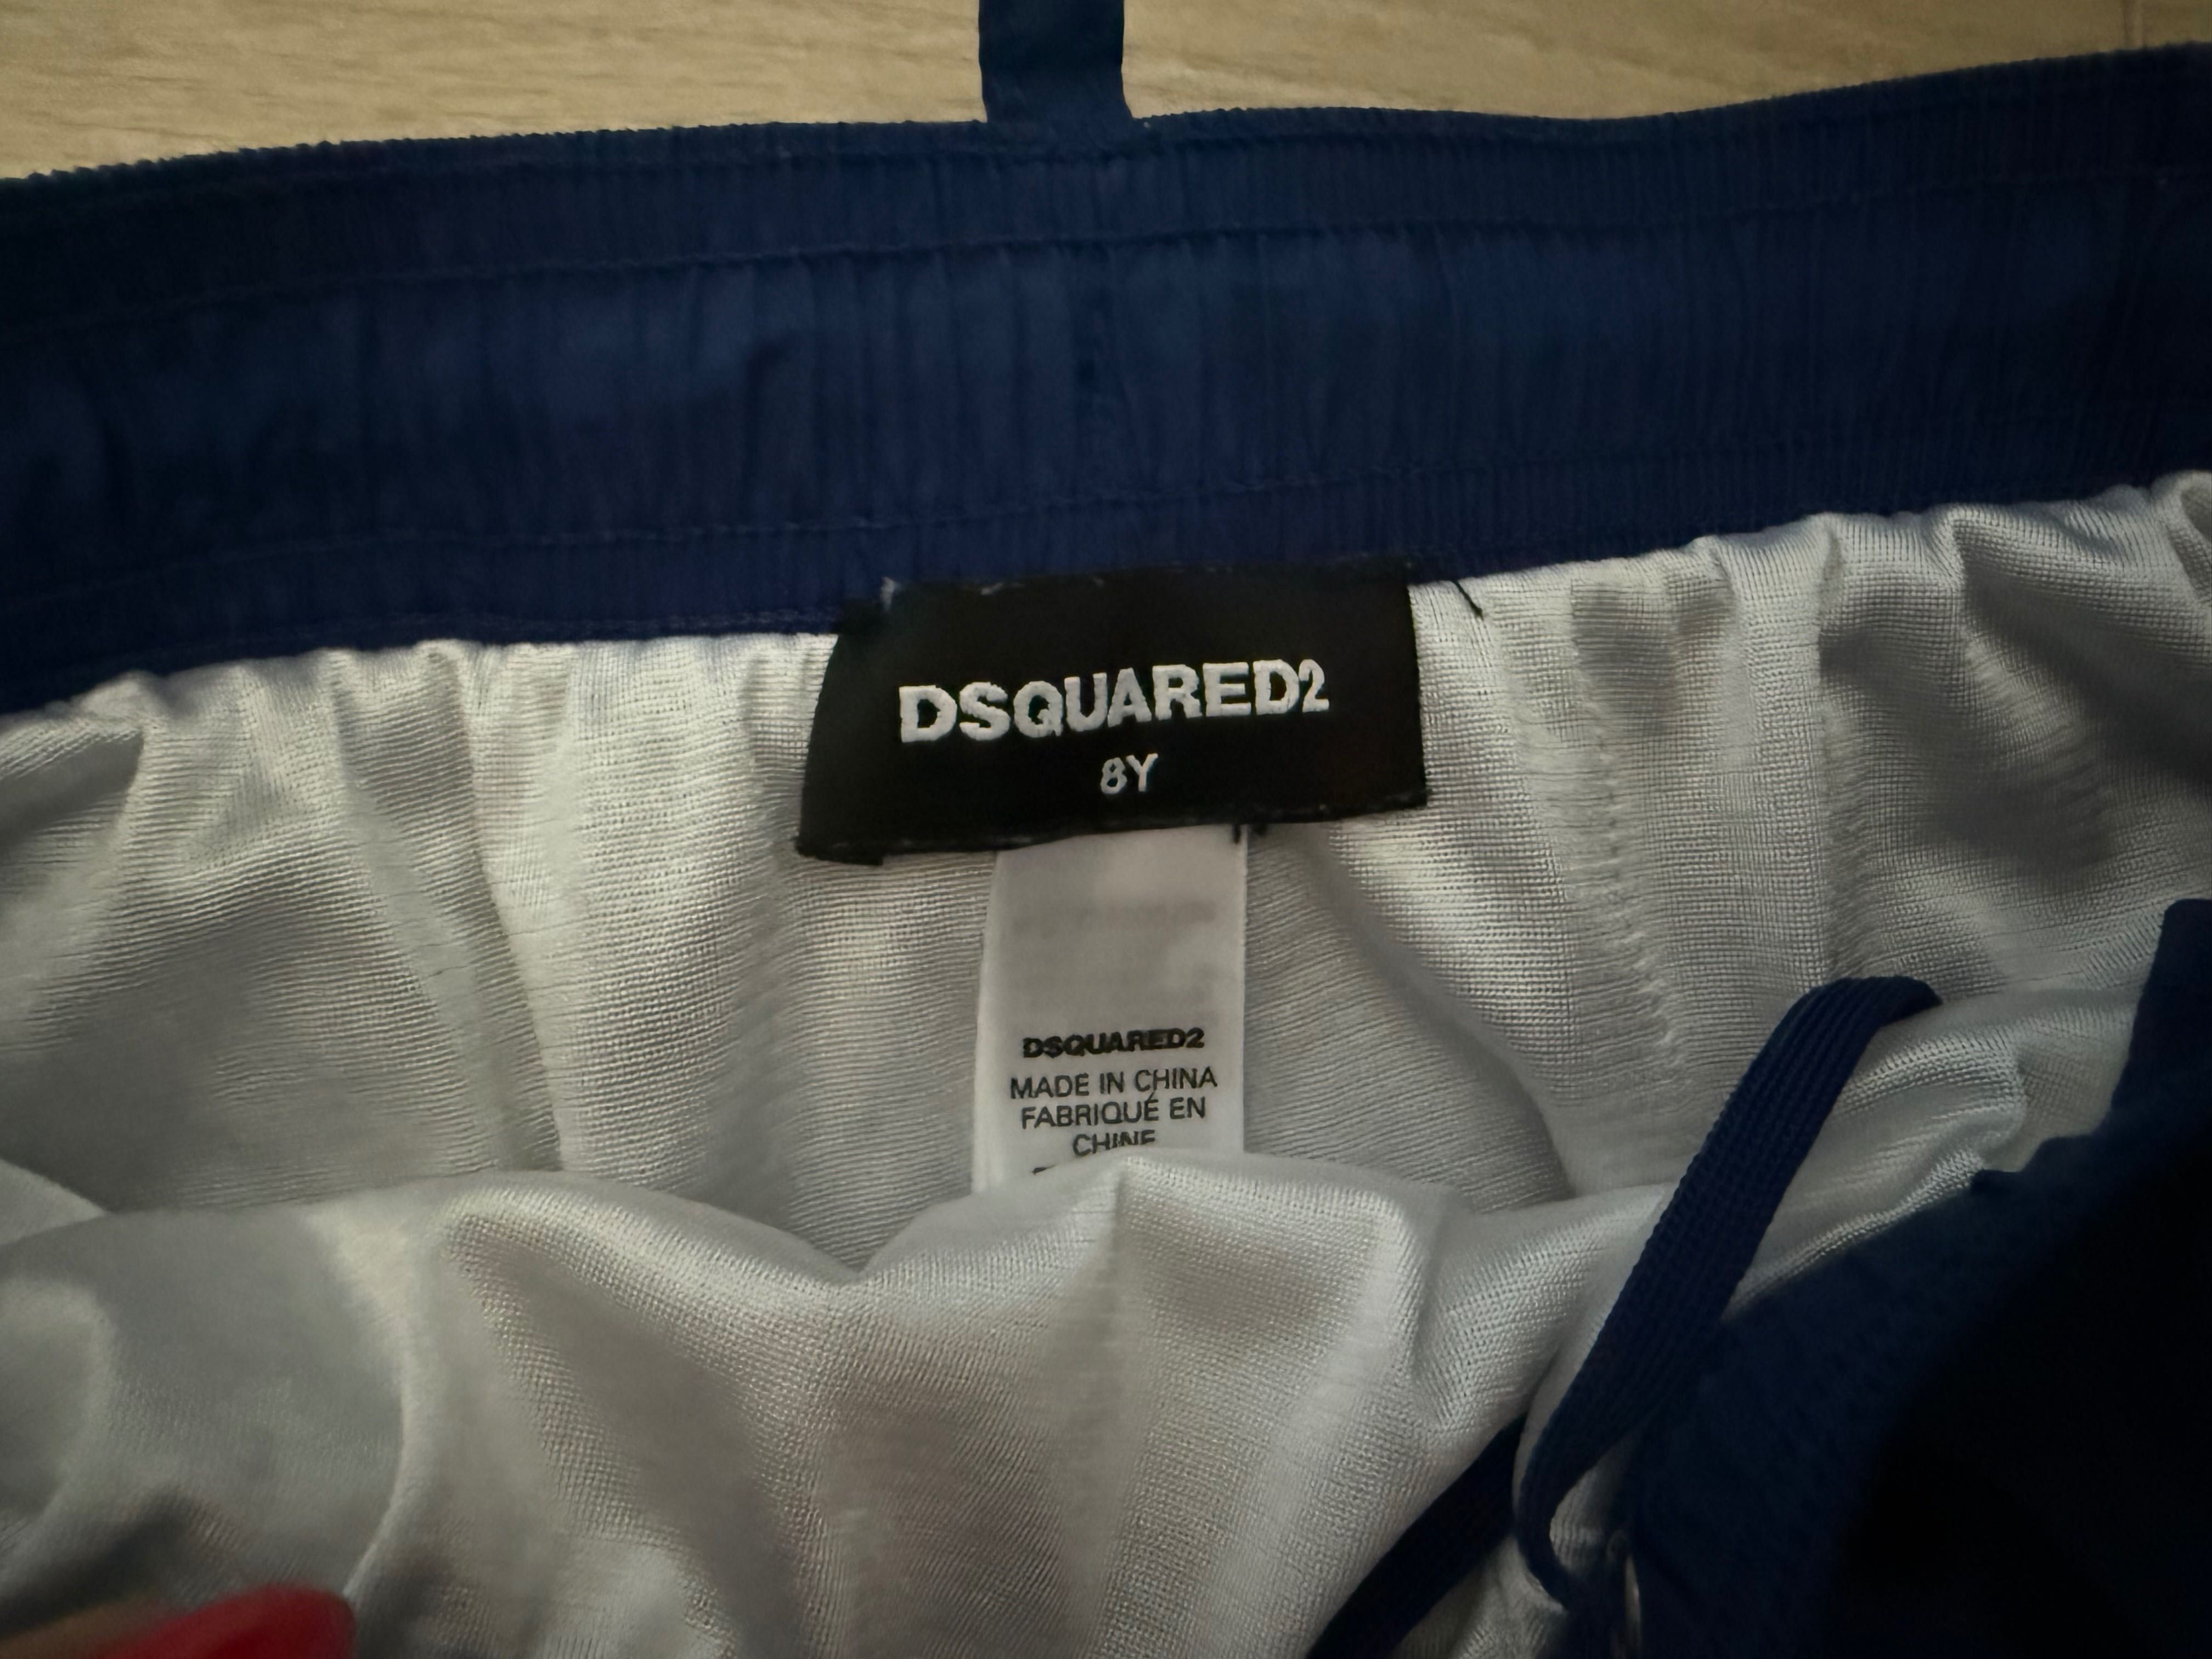 DSQUARED2
8Y
DSQUARED2
MADE IN CHINA
FABRIQUÉ EN
CHINE